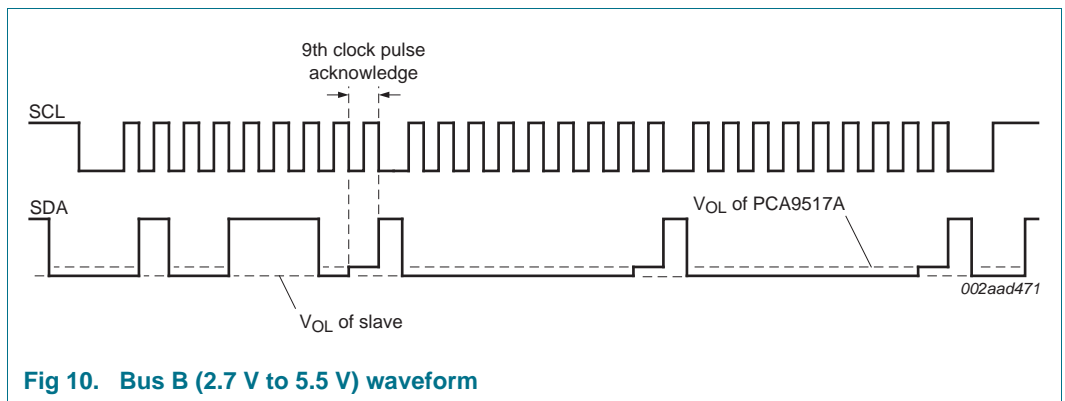 9th clock pulse
acknowledge
SCL
SDA
VOL of PCA9517A
002aad471
VOL of slave
Fig 10. Bus B (2.7 V to 5.5 V) waveform